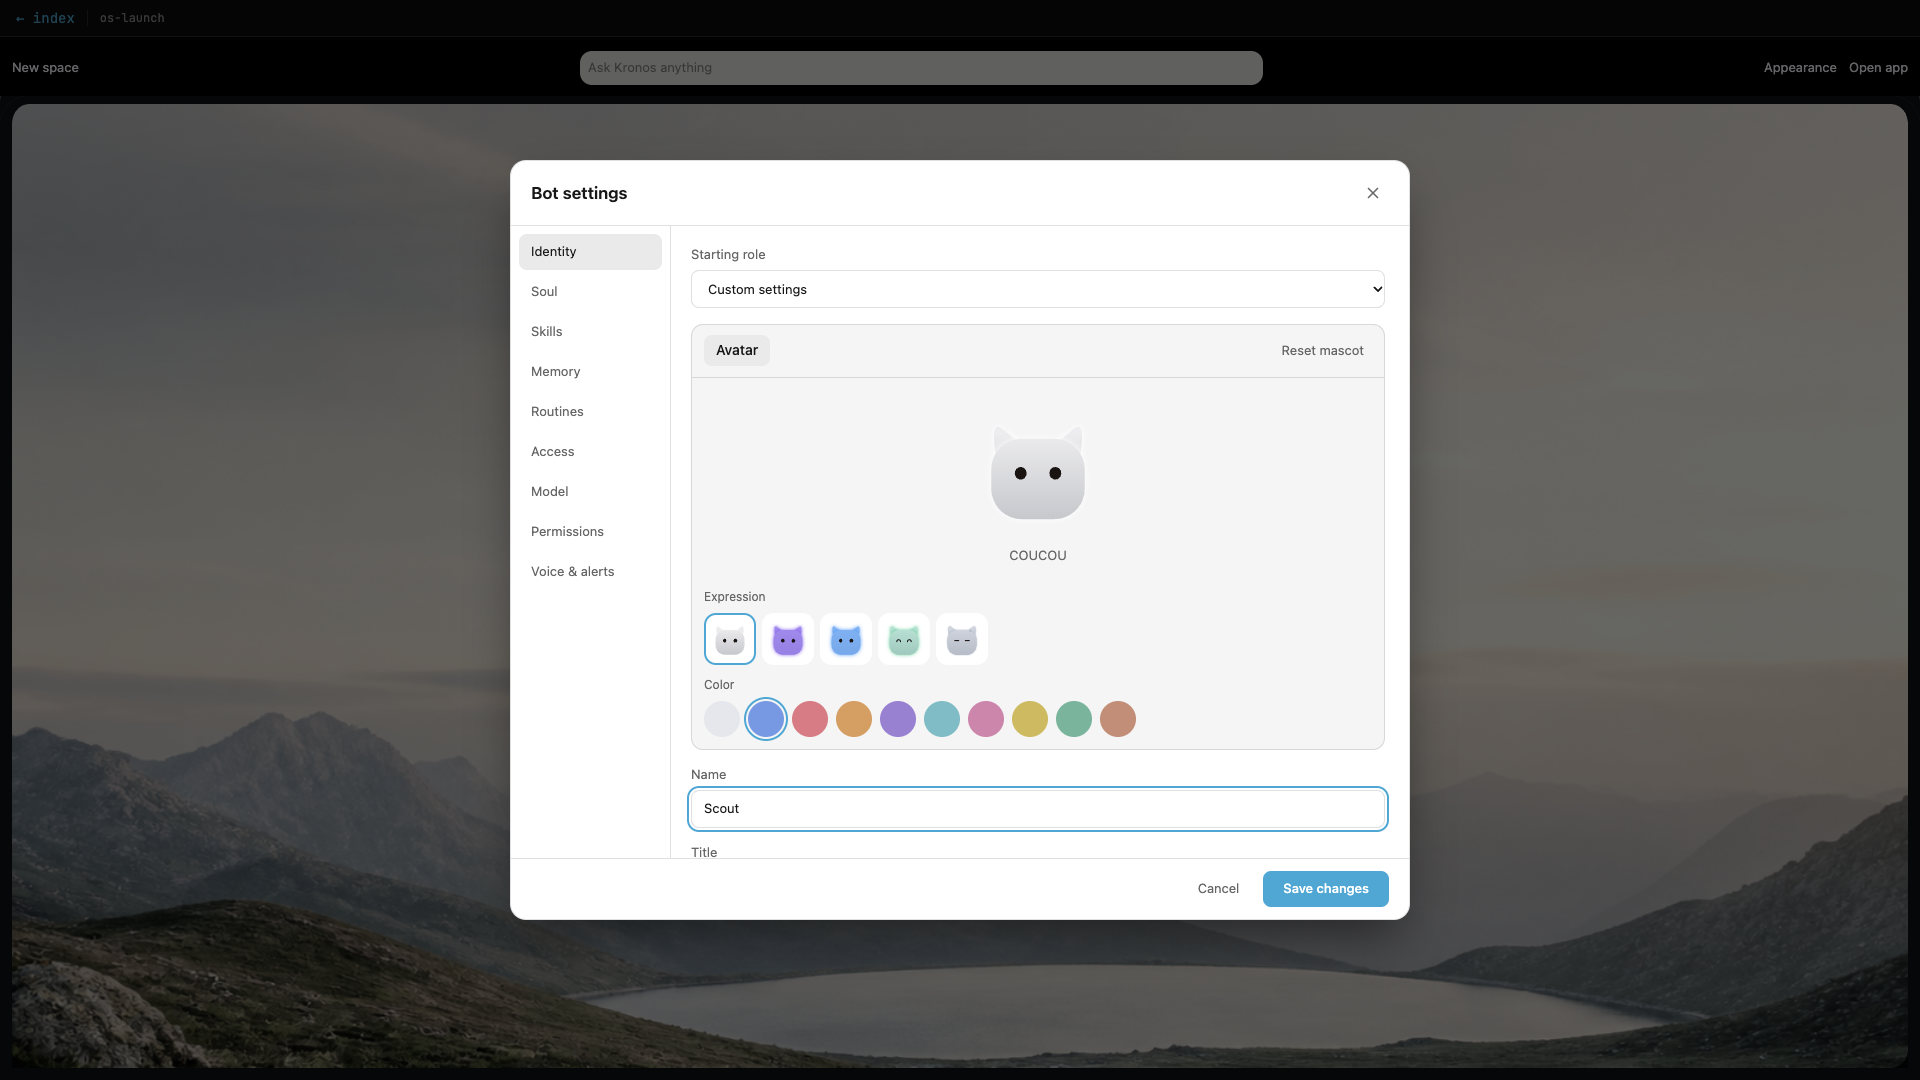 ← index
os-launch
New space
Ask Kronos anything
Appearance
Open app
Bot settings
Identity
Soul
Skills
Memory
Routines
Access
Model
Permissions
Voice & alerts
Starting role
Custom settings
Avatar
Reset mascot
COUCOU
Expression
Color
Name
Scout
Title
Cancel
Save changes